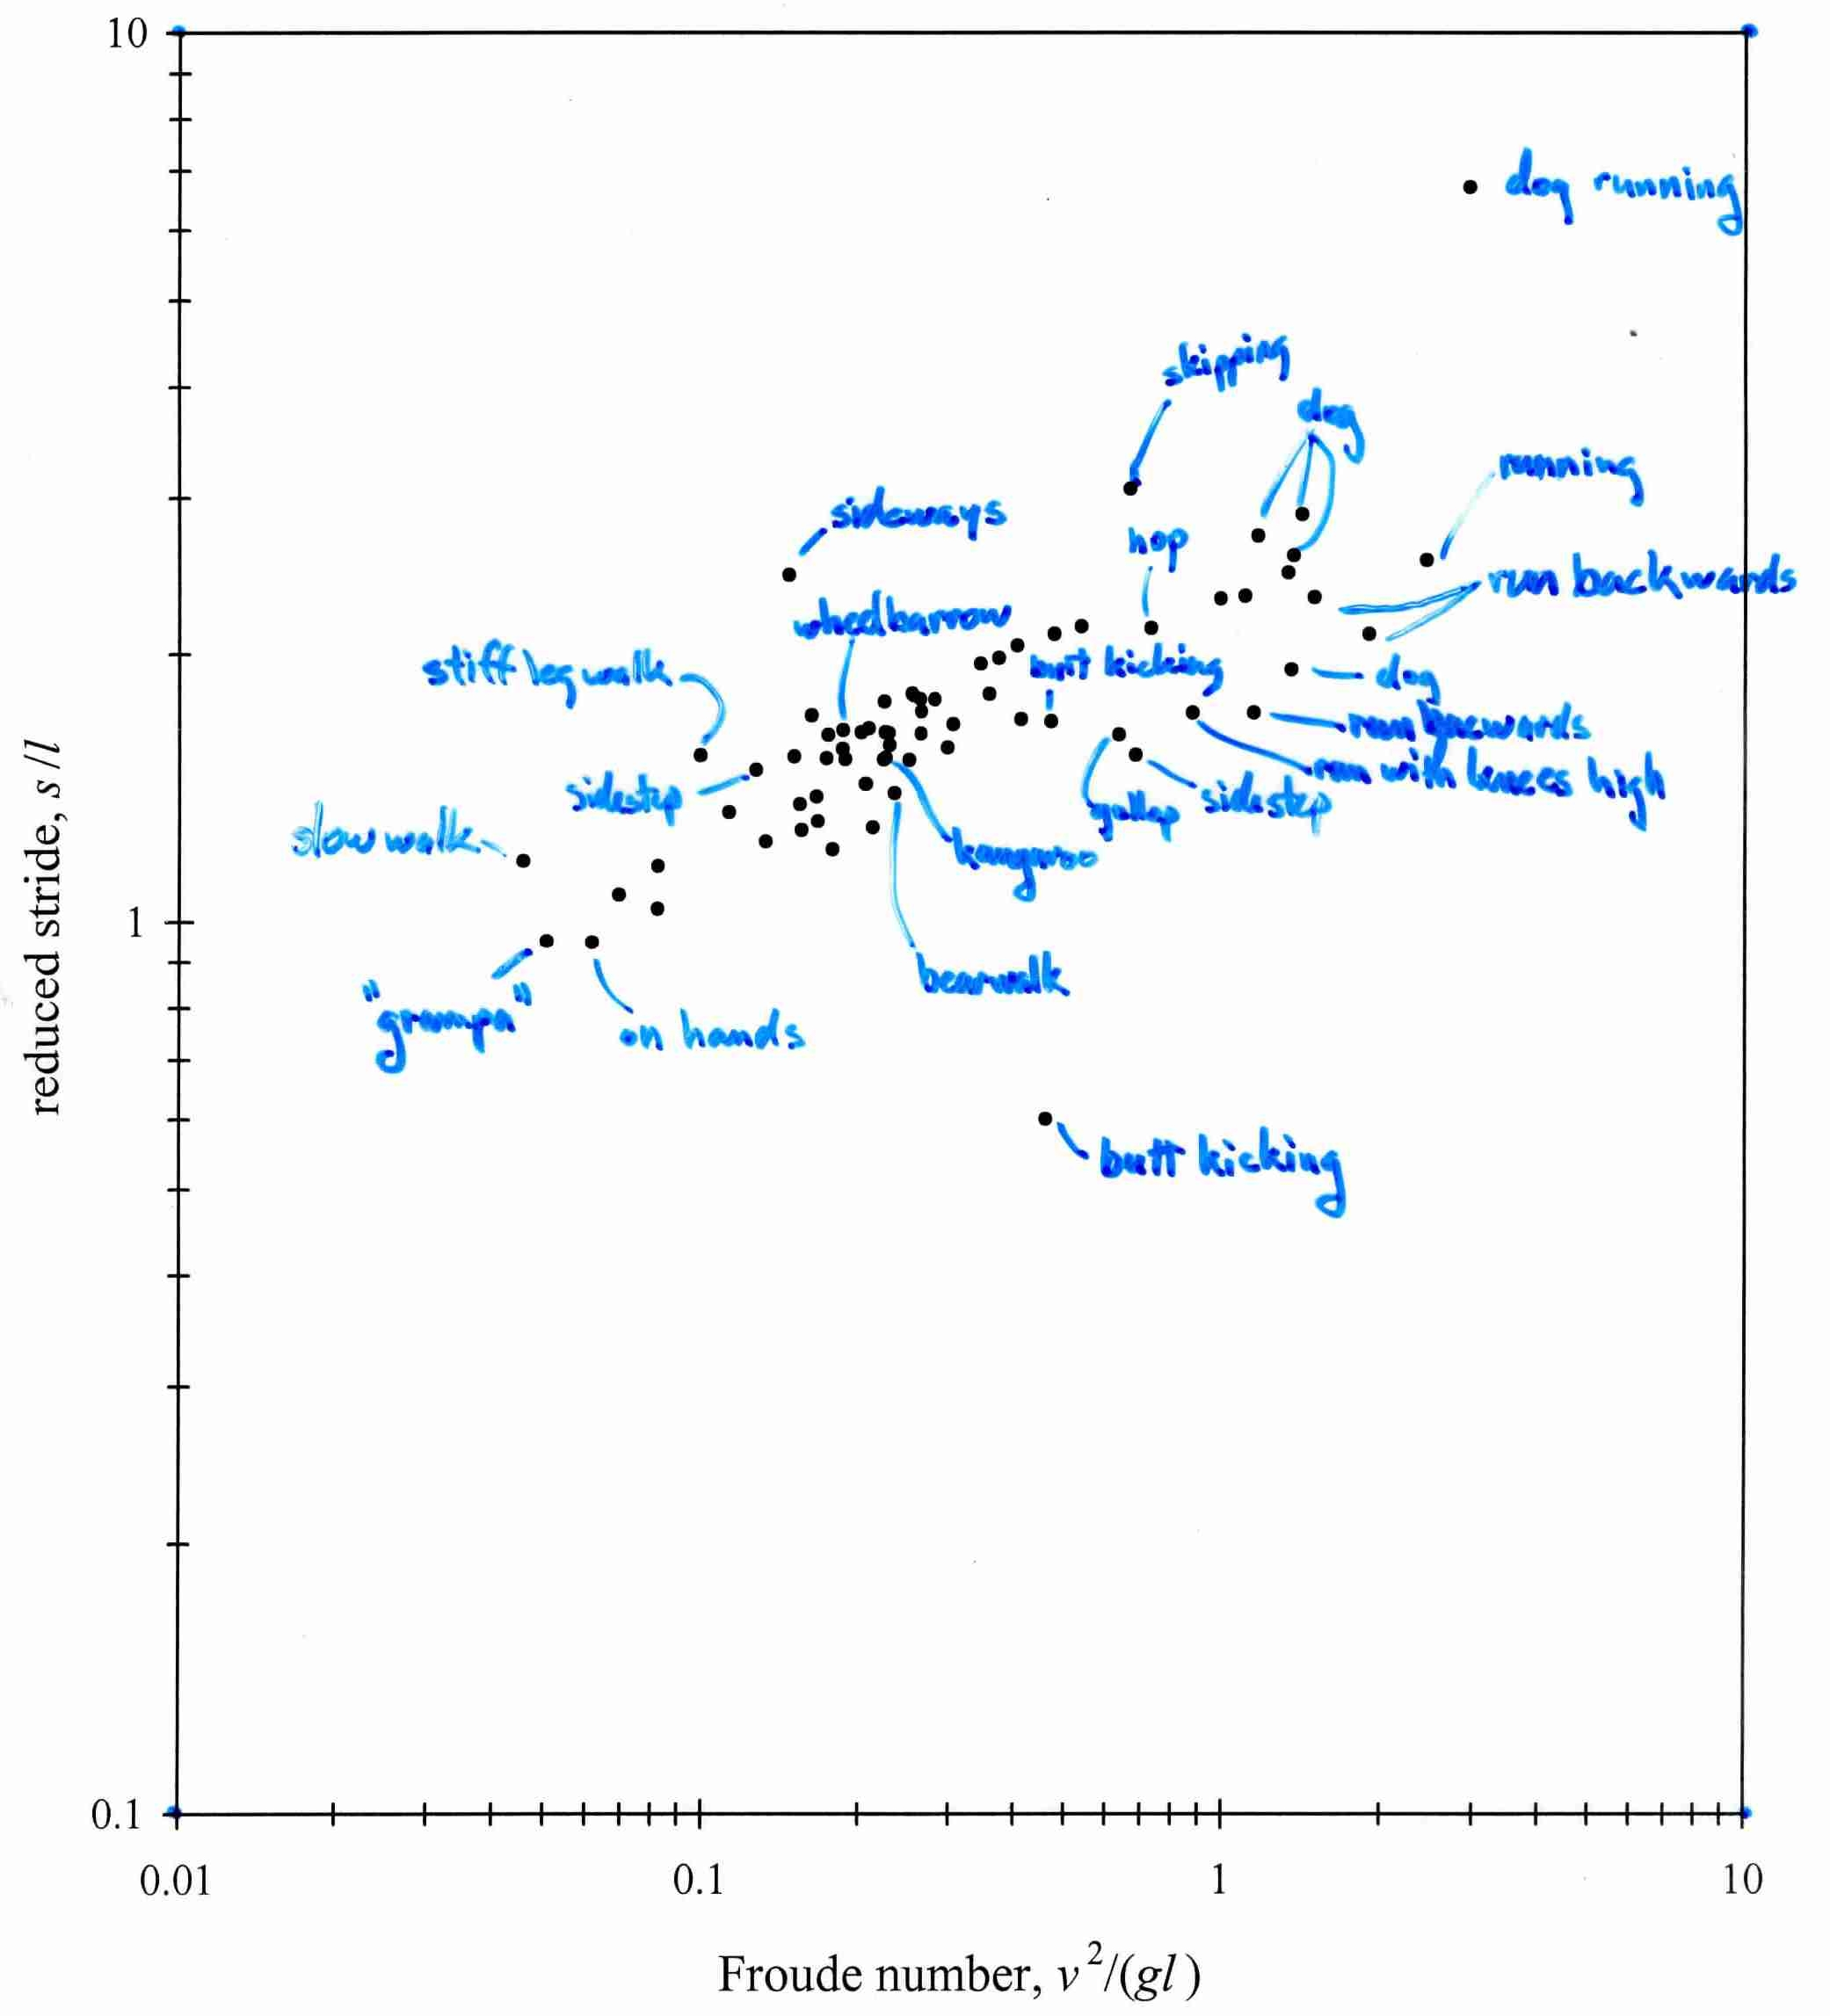 10
dog running
skipping
dog
running
sideways
hop
run backwards
wheelbarrow
stiff leg walk
butt kicking
dog
run backwards
run with knees high
sidestep
gallop
sidestep
slow walk
kangaroo
1
bearwalk
"grampa"
on hands
butt kicking
reduced stride, s/l
0.1
0.01 0.1 1 10
Froude number, v²/(gl)